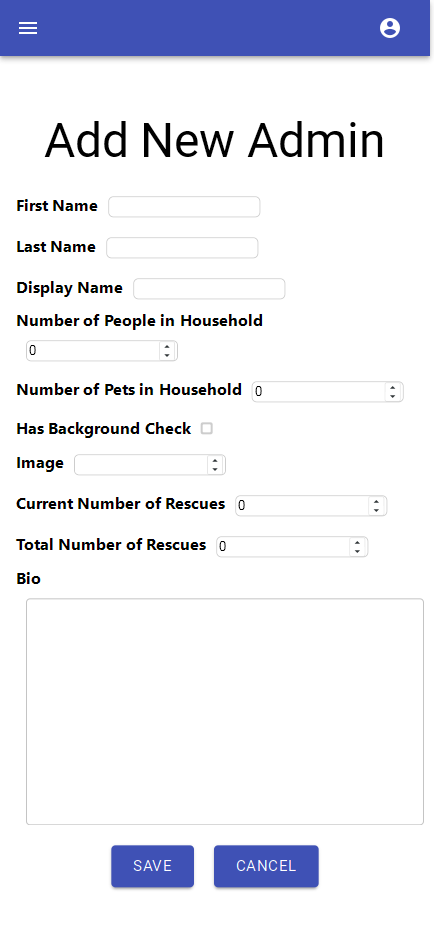 Add New Admin
First Name
Last Name
Display Name
Number of People in Household
0
Number of Pets in Household 0
Has Background Check
Image
Current Number of Rescues 0
Total Number of Rescues 0
Bio
SAVE CANCEL